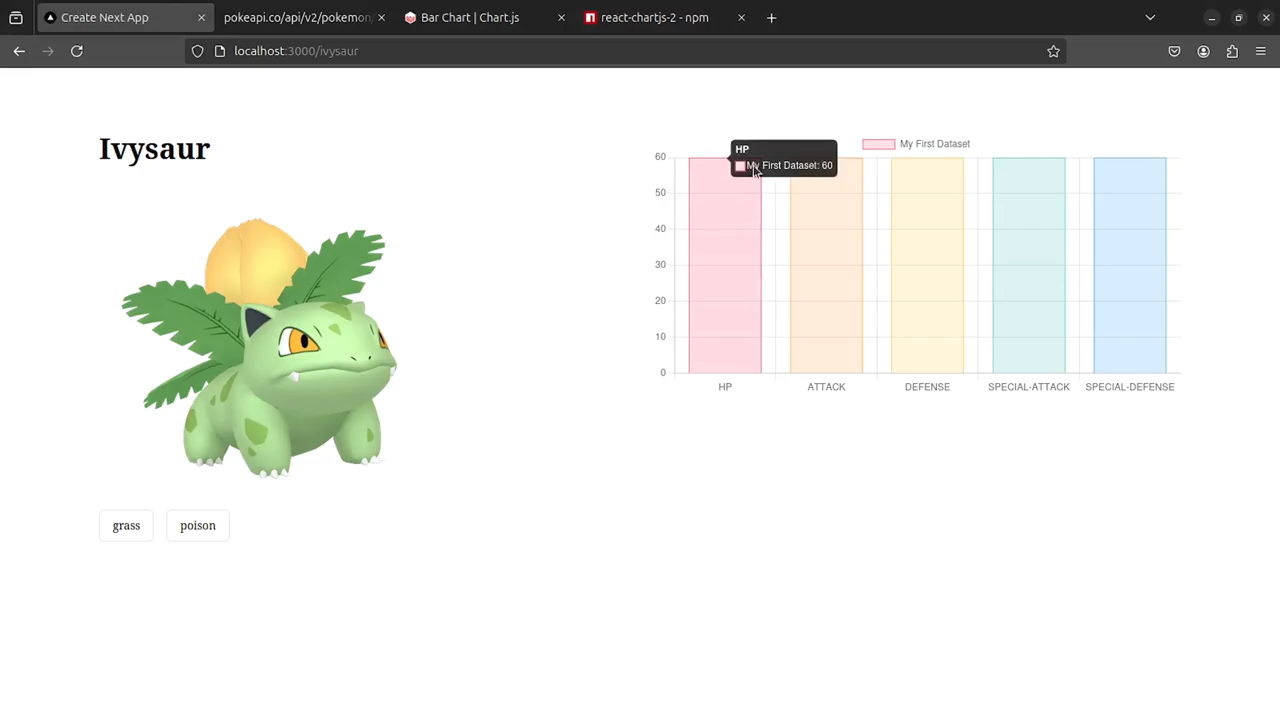 Create Next App
pokeapi.co/api/v2/pokemon/
Bar Chart | Chart.js
react-chartjs-2 - npm
localhost:3000/ivysaur
Ivysaur
My First Dataset
HP
My First Dataset: 60
60
50
40
30
20
10
0
HP
ATTACK
DEFENSE
SPECIAL-ATTACK
SPECIAL-DEFENSE
grass
poison